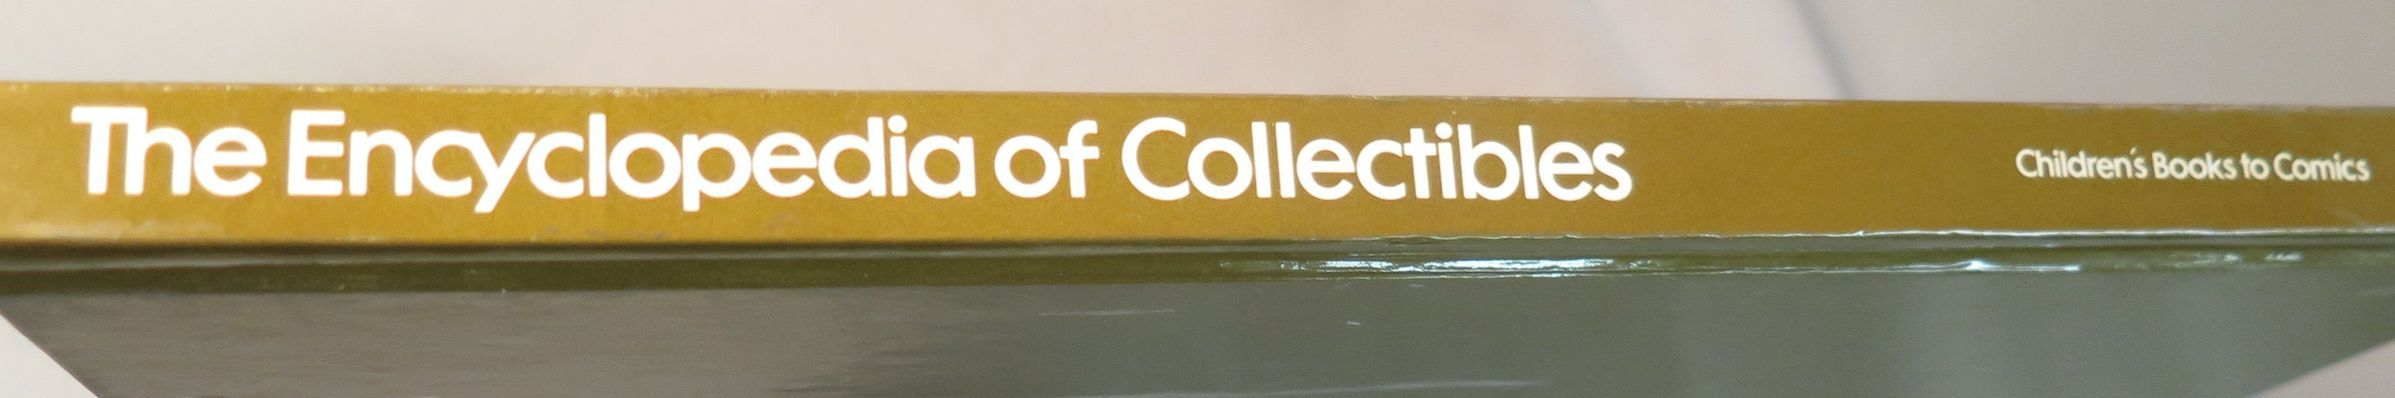 The Encyclopedia of Collectibles
Children's Books to Comics